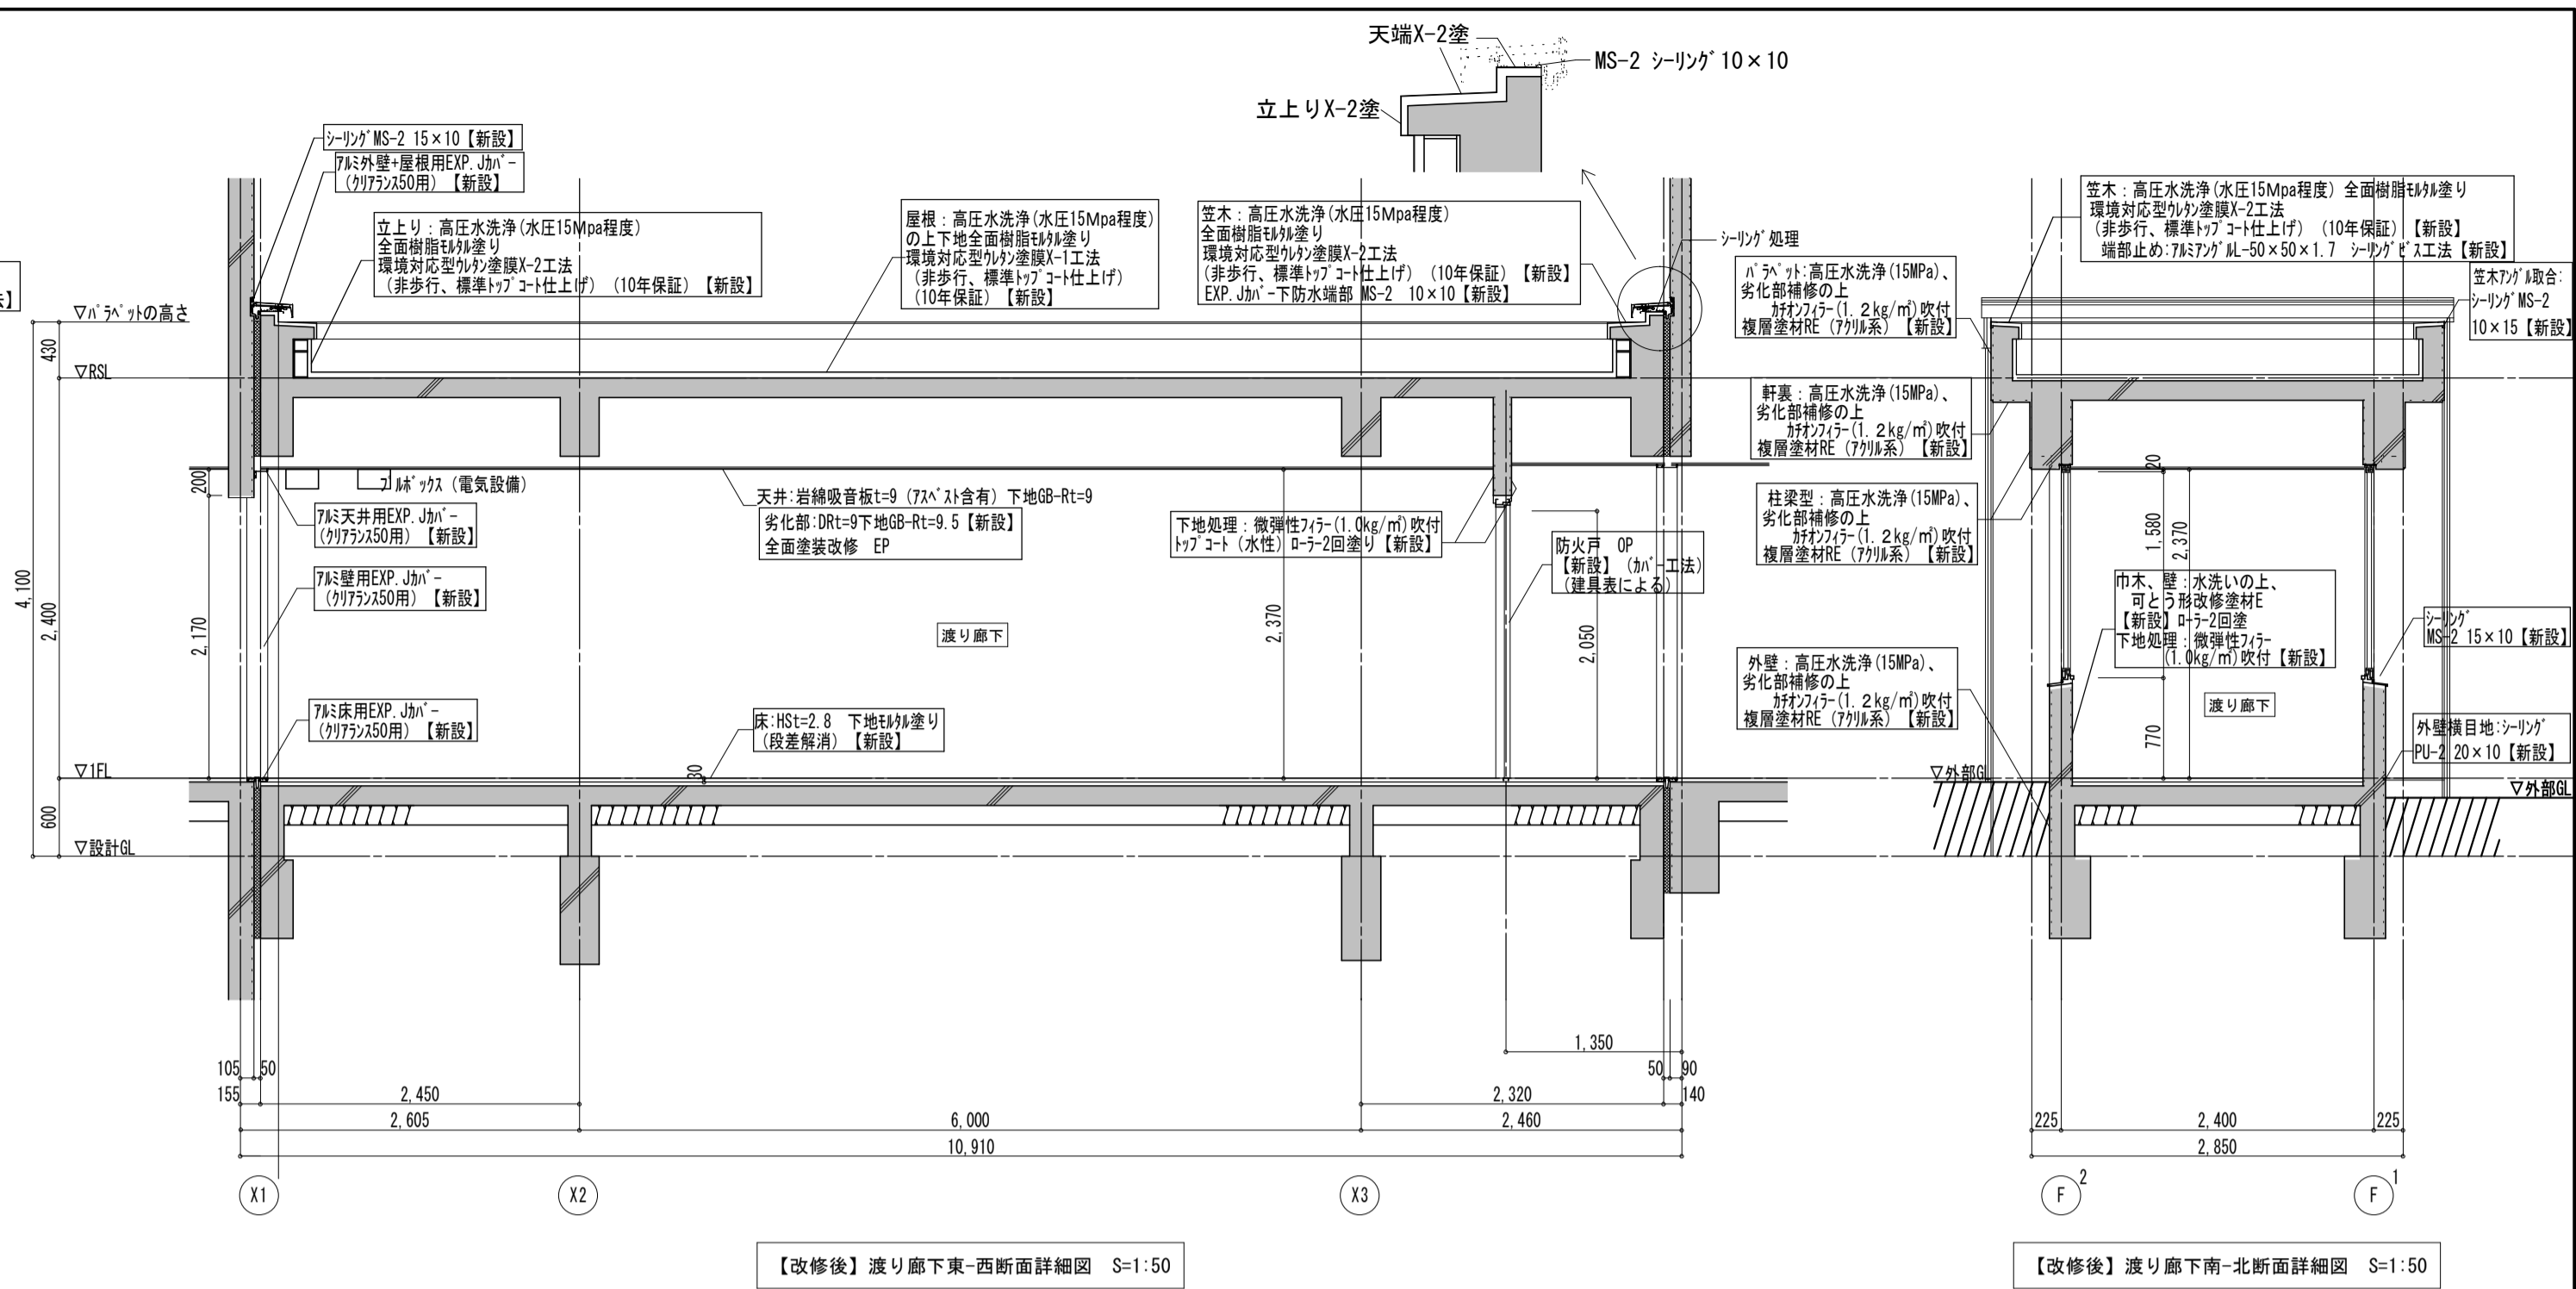 天端X-2塗
MS-2 ｼｰﾘﾝｸﾞ10×10
立上りX-2塗
ｼｰﾘﾝｸﾞMS-2 15×10【新設】
ｱﾙﾐ外壁+屋根用EXP.Jｶﾊﾞｰ
(ｸﾘｱﾗﾝｽ50用)【新設】
立上り：高圧水洗浄(水圧15Mpa程度)
全面樹脂ﾓﾙﾀﾙ塗り
環境対応型ｳﾚﾀﾝ塗膜X-2工法
(非歩行、標準ﾄｯﾌﾟｺｰﾄ仕上げ) (10年保証)【新設】
屋根：高圧水洗浄(水圧15Mpa程度)
の上下地全面樹脂ﾓﾙﾀﾙ塗り
環境対応型ｳﾚﾀﾝ塗膜X-1工法
(非歩行、標準ﾄｯﾌﾟｺｰﾄ仕上げ)
(10年保証)【新設】
笠木：高圧水洗浄(水圧15Mpa程度)
全面樹脂ﾓﾙﾀﾙ塗り
環境対応型ｳﾚﾀﾝ塗膜X-2工法
(非歩行、標準ﾄｯﾌﾟｺｰﾄ仕上げ) (10年保証)【新設】
EXP.Jｶﾊﾞｰ下防水端部 MS-2 10×10【新設】
ｼｰﾘﾝｸﾞ処理
ﾊﾟﾗﾍﾟｯﾄ:高圧水洗浄(15MPa)、
劣化部補修の上
ｶﾁｵﾝﾌｨﾗｰ(1.2kg/㎡)吹付
複層塗材RE (ｱｸﾘﾙ系)【新設】
笠木：高圧水洗浄(水圧15Mpa程度) 全面樹脂ﾓﾙﾀﾙ塗り
環境対応型ｳﾚﾀﾝ塗膜X-2工法
(非歩行、標準ﾄｯﾌﾟｺｰﾄ仕上げ) (10年保証)【新設】
端部止め:ｱﾙﾐｱﾝｸﾞﾙL-50×50×1.7 ｼｰﾘﾝｸﾞﾋﾞｽ工法【新設】
笠木ｱﾝｸﾞﾙ取合:
ｼｰﾘﾝｸﾞMS-2
10×15【新設】
】
▽ﾊﾟﾗﾍﾟｯﾄの高さ
430
▽RSL
軒裏：高圧水洗浄(15MPa)、
劣化部補修の上
ｶﾁｵﾝﾌｨﾗｰ(1.2kg/㎡)吹付
複層塗材RE (ｱｸﾘﾙ系)【新設】
200
ﾌﾟﾙﾎﾞｯｸｽ (電気設備)
天井:岩綿吸音板t=9 (ｱｽﾍﾞｽﾄ含有) 下地GB-Rt=9
劣化部:DRt=9下地GB-Rt=9.5【新設】
全面塗装改修 EP
ｱﾙﾐ天井用EXP.Jｶﾊﾞｰ
(ｸﾘｱﾗﾝｽ50用)【新設】
下地処理：微弾性ﾌｨﾗｰ(1.0kg/㎡)吹付
ﾄｯﾌﾟｺｰﾄ (水性) ﾛｰﾗｰ2回塗り【新設】
防火戸 OP
【新設】 (ｶﾊﾞｰ工法)
(建具表による)
柱梁型：高圧水洗浄(15MPa)、
劣化部補修の上
ｶﾁｵﾝﾌｨﾗｰ(1.2kg/㎡)吹付
複層塗材RE (ｱｸﾘﾙ系)【新設】
20
1,580
2,370
ｱﾙﾐ壁用EXP.Jｶﾊﾞｰ
(ｸﾘｱﾗﾝｽ50用)【新設】
4,100
2,400
2,170
渡り廊下
2,370
2,050
巾木、壁：水洗いの上、
可とう形改修塗材E
【新設】ﾛｰﾗｰ2回塗
下地処理：微弾性ﾌｨﾗｰ
(1.0kg/㎡)吹付【新設】
ｼｰﾘﾝｸﾞ
MS-2 15×10【新設】
外壁：高圧水洗浄(15MPa)、
劣化部補修の上
ｶﾁｵﾝﾌｨﾗｰ(1.2kg/㎡)吹付
複層塗材RE (ｱｸﾘﾙ系)【新設】
渡り廊下
770
ｱﾙﾐ床用EXP.Jｶﾊﾞｰ
(ｸﾘｱﾗﾝｽ50用)【新設】
床:HSt=2.8 下地ﾓﾙﾀﾙ塗り
(段差解消)【新設】
外壁横目地:ｼｰﾘﾝｸﾞ
PU-2 20×10【新設】
▽1FL
30
▽外部GL
▽外部GL
600
▽設計GL
1,350
105
50
50
90
155
2,450
2,320
140
2,605
6,000
2,460
10,910
225
2,400
225
2,850
X1
X2
X3
F 2
F 1
【改修後】渡り廊下東-西断面詳細図 S=1:50
【改修後】渡り廊下南-北断面詳細図 S=1:50